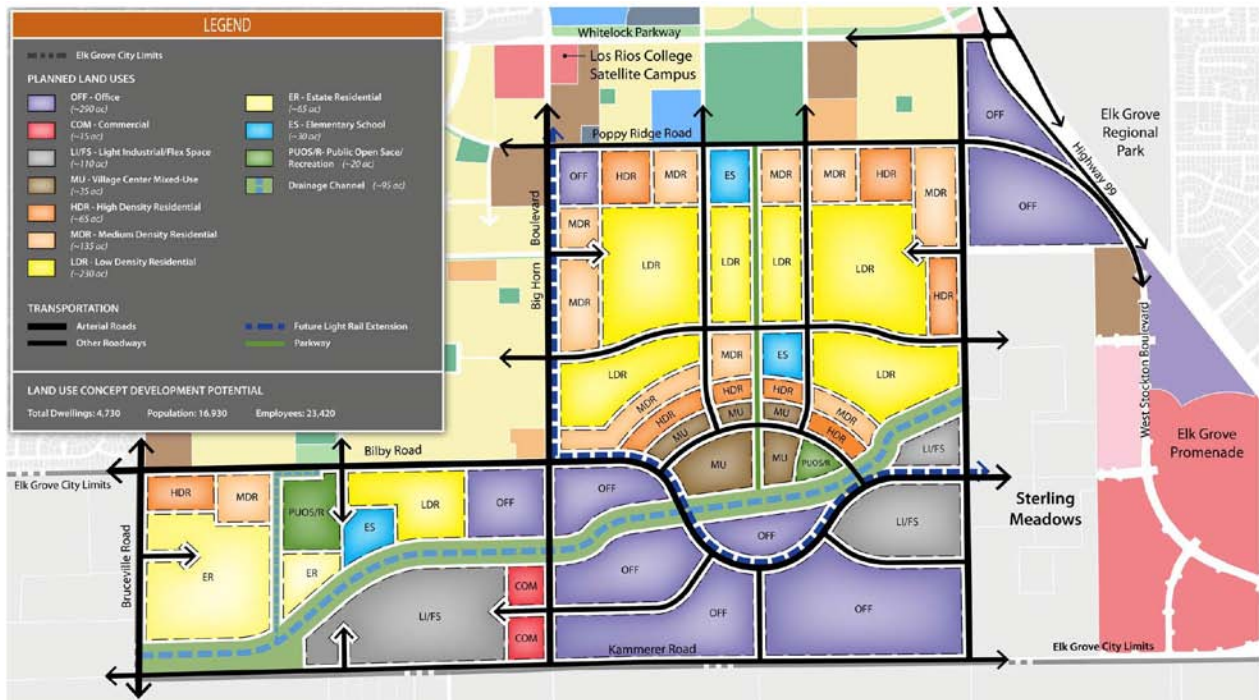 LEGEND
Elk Grove City Limits
PLANNED LAND USES
OFF - Office
(~290 ac)
COM - Commercial
(~15 ac)
LI/FS - Light Industrial/Flex Space
(~110 ac)
MU - Village Center Mixed-Use
(~35 ac)
HDR - High Density Residential
(~65 ac)
MDR - Medium Density Residential
(~135 ac)
LDR - Low Density Residential
(~230 ac)
ER - Estate Residential
(~65 ac)
ES - Elementary School
(~30 ac)
PUOS/R- Public Open Sace/
Recreation (~20 ac)
Drainage Channel (~95 ac)
TRANSPORTATION
Arterial Roads
Other Roadways
Future Light Rail Extension
Parkway
LAND USE CONCEPT DEVELOPMENT POTENTIAL
Total Dwellings: 4,730 Population: 16,930 Employees: 23,420
Whitelock Parkway
Los Rios College
Satellite Campus
Poppy Ridge Road
Elk Grove
Regional
Park
Highway 99
OFF
OFF
OFF
HDR
MDR
ES
MDR
MDR
HDR
MDR
MDR
LDR
LDR
LDR
LDR
MDR
HDR
Big Horn Boulevard
LDR
MDR
ES
LDR
MDR
HDR
HDR
HDR
MDR
HDR
MU
MU
MU
MU
MU
PUOS/R
LI/FS
West Stockton Boulevard
Elk Grove
Promenade
Sterling
Meadows
Bilby Road
Elk Grove City Limits
Bruceville Road
HDR
MDR
PUOS/R
LDR
OFF
OFF
ES
ER
ER
OFF
LI/FS
OFF
LI/FS
COM
COM
OFF
OFF
Kammerer Road
Elk Grove City Limits